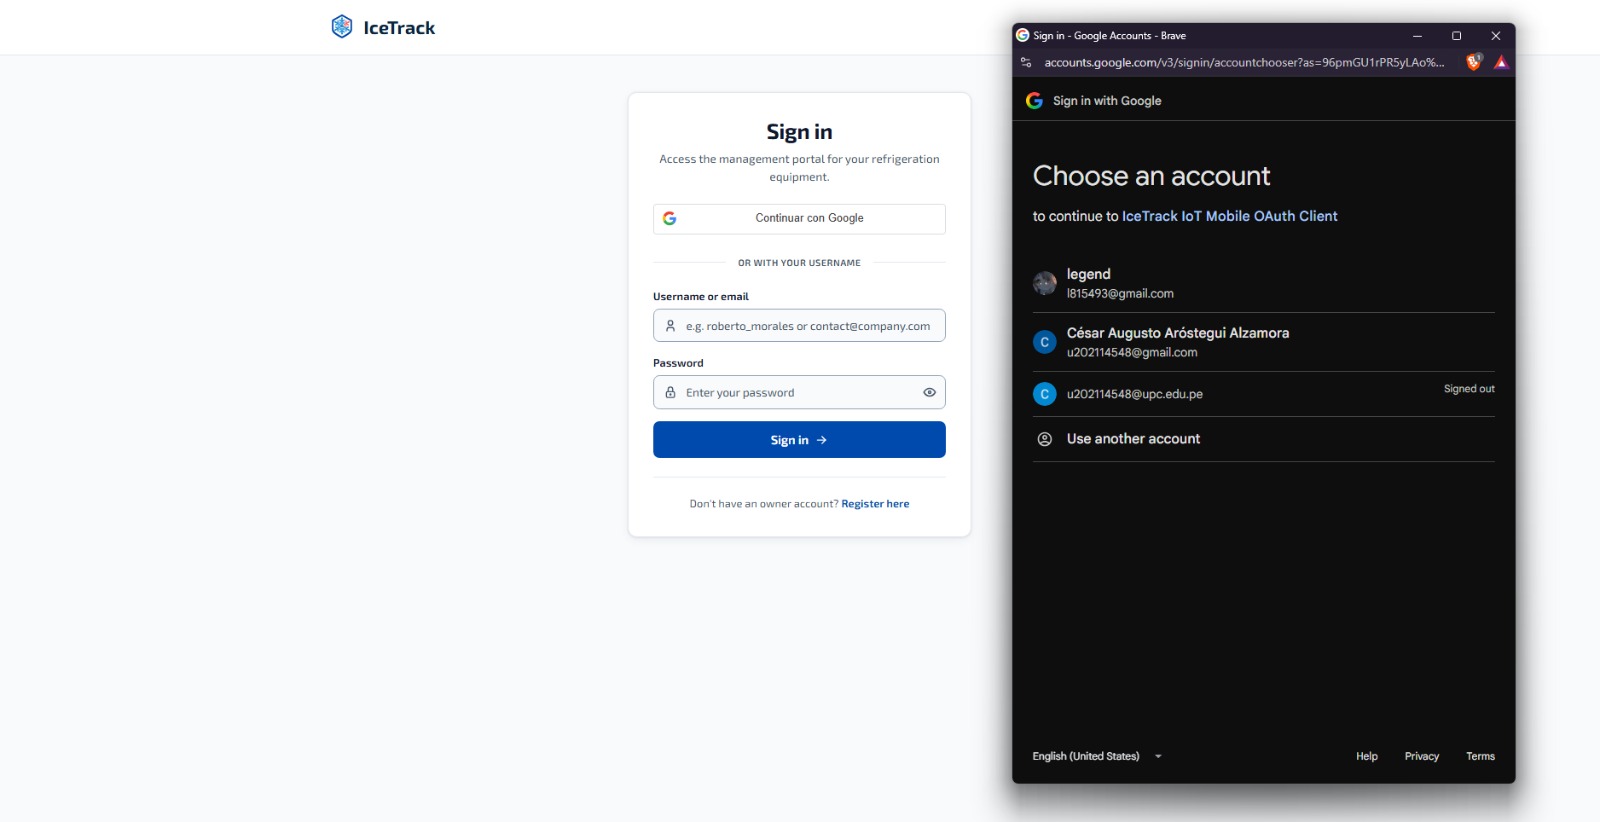 IceTrack
Sign in
Access the management portal for your refrigeration
equipment.
Continuar con Google
OR WITH YOUR USERNAME
Username or email
e.g. roberto_morales or contact@company.com
Password
Enter your password
Sign in →
Don't have an owner account? Register here
Sign in - Google Accounts - Brave
accounts.google.com/v3/signin/accountchooser?as=96pmGU1rPR5yLAo%...
1
Sign in with Google
Choose an account
to continue to IceTrack IoT Mobile OAuth Client
legend
l815493@gmail.com
C
César Augusto Aróstegui Alzamora
u202114548@gmail.com
C
u202114548@upc.edu.pe
Signed out
Use another account
English (United States)
Help
Privacy
Terms